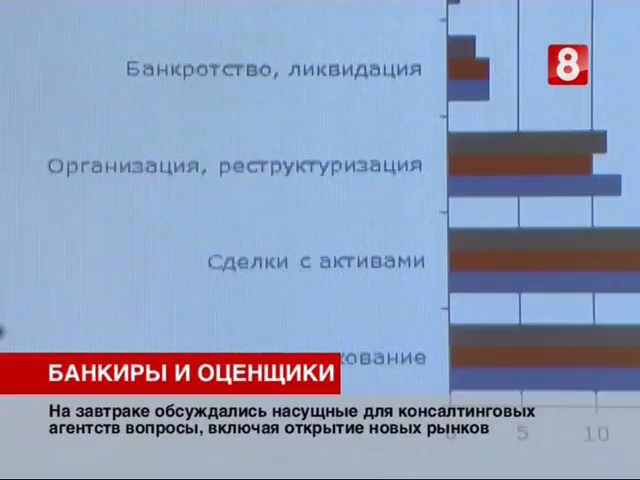 Банкротство, ликвидация
8
Организация, реструктуризация
Сделки с активами
БАНКИРЫ И ОЦЕНЩИКИ
На завтраке обсуждались насущные для консалтинговых
агентств вопросы, включая открытие новых рынков
5
10